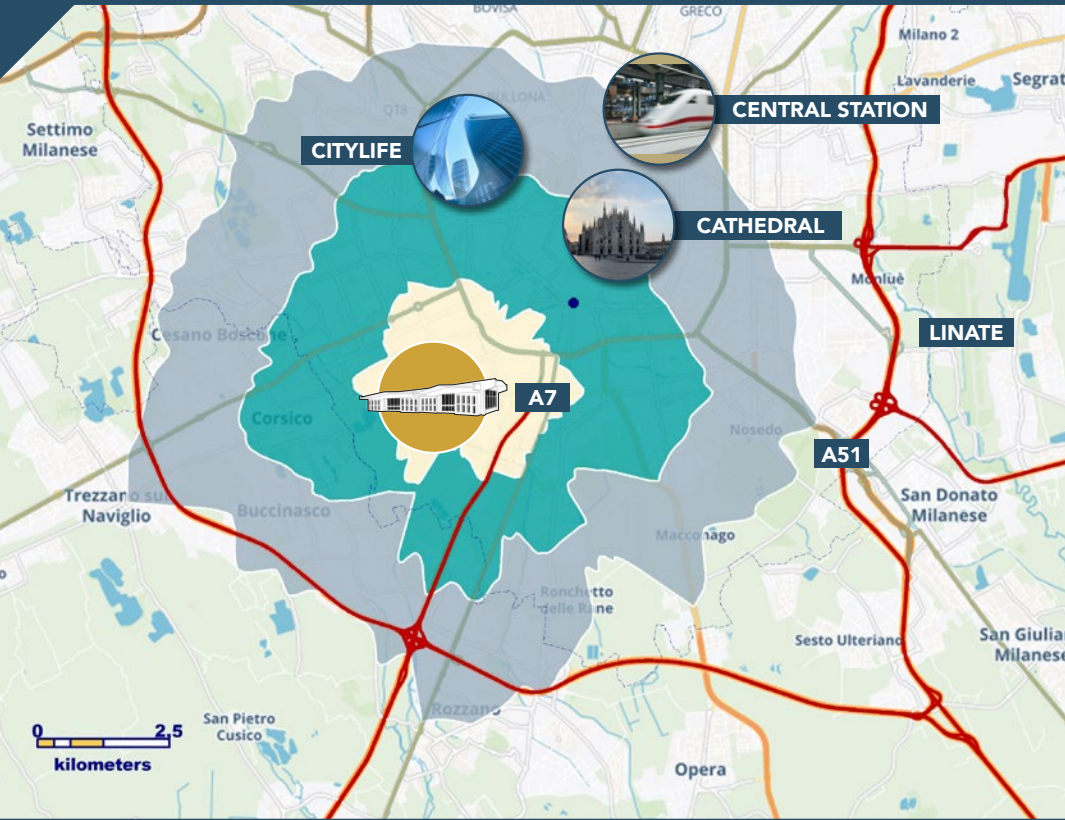 BOVISA
GRECO
Milano 2
Lavanderie
Segrat
CENTRAL STATION
QT8
Settimo
Milanese
CITYLIFE
CATHEDRAL
Monluè
LINATE
Cesano Boscone
A7
Corsico
Nosedo
A51
Trezzano sul
Naviglio
San Donato
Milanese
Buccinasco
Macconago
Ronchetto
delle Rane
Sesto Ulteriano
San Giulia
Milanese
Rozzano
San Pietro
Cusico
0
2,5
kilometers
Opera